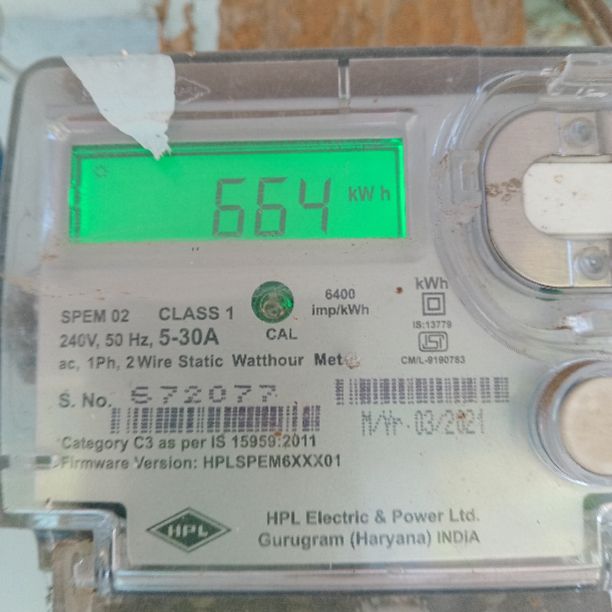 664 kWh
SPEM 02 CLASS 1
6400 imp/kWh
kWh
240V, 50 Hz, 5-30A
CAL
IS:13779
ISI
CM/L-9190783
ac, 1Ph, 2 Wire Static Watthour Meter
S. No. 672077
M/Yr. 03/2021
Category C3 as per IS 15959:2011
Firmware Version: HPLSPEM6XXX01
HPL
HPL Electric & Power Ltd.
Gurugram (Haryana) INDIA